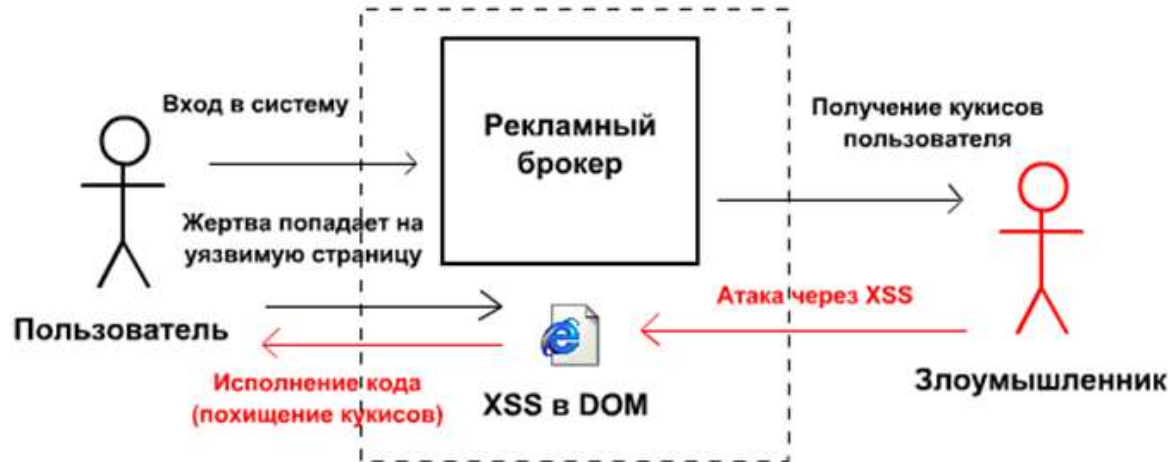 Вход в систему
Рекламный
брокер
Получение кукисов
пользователя
Жертва попадает на
уязвимую страницу
Пользователь
Атака через XSS
Исполнение кода
(похищение кукисов)
XSS в DOM
Злоумышленник